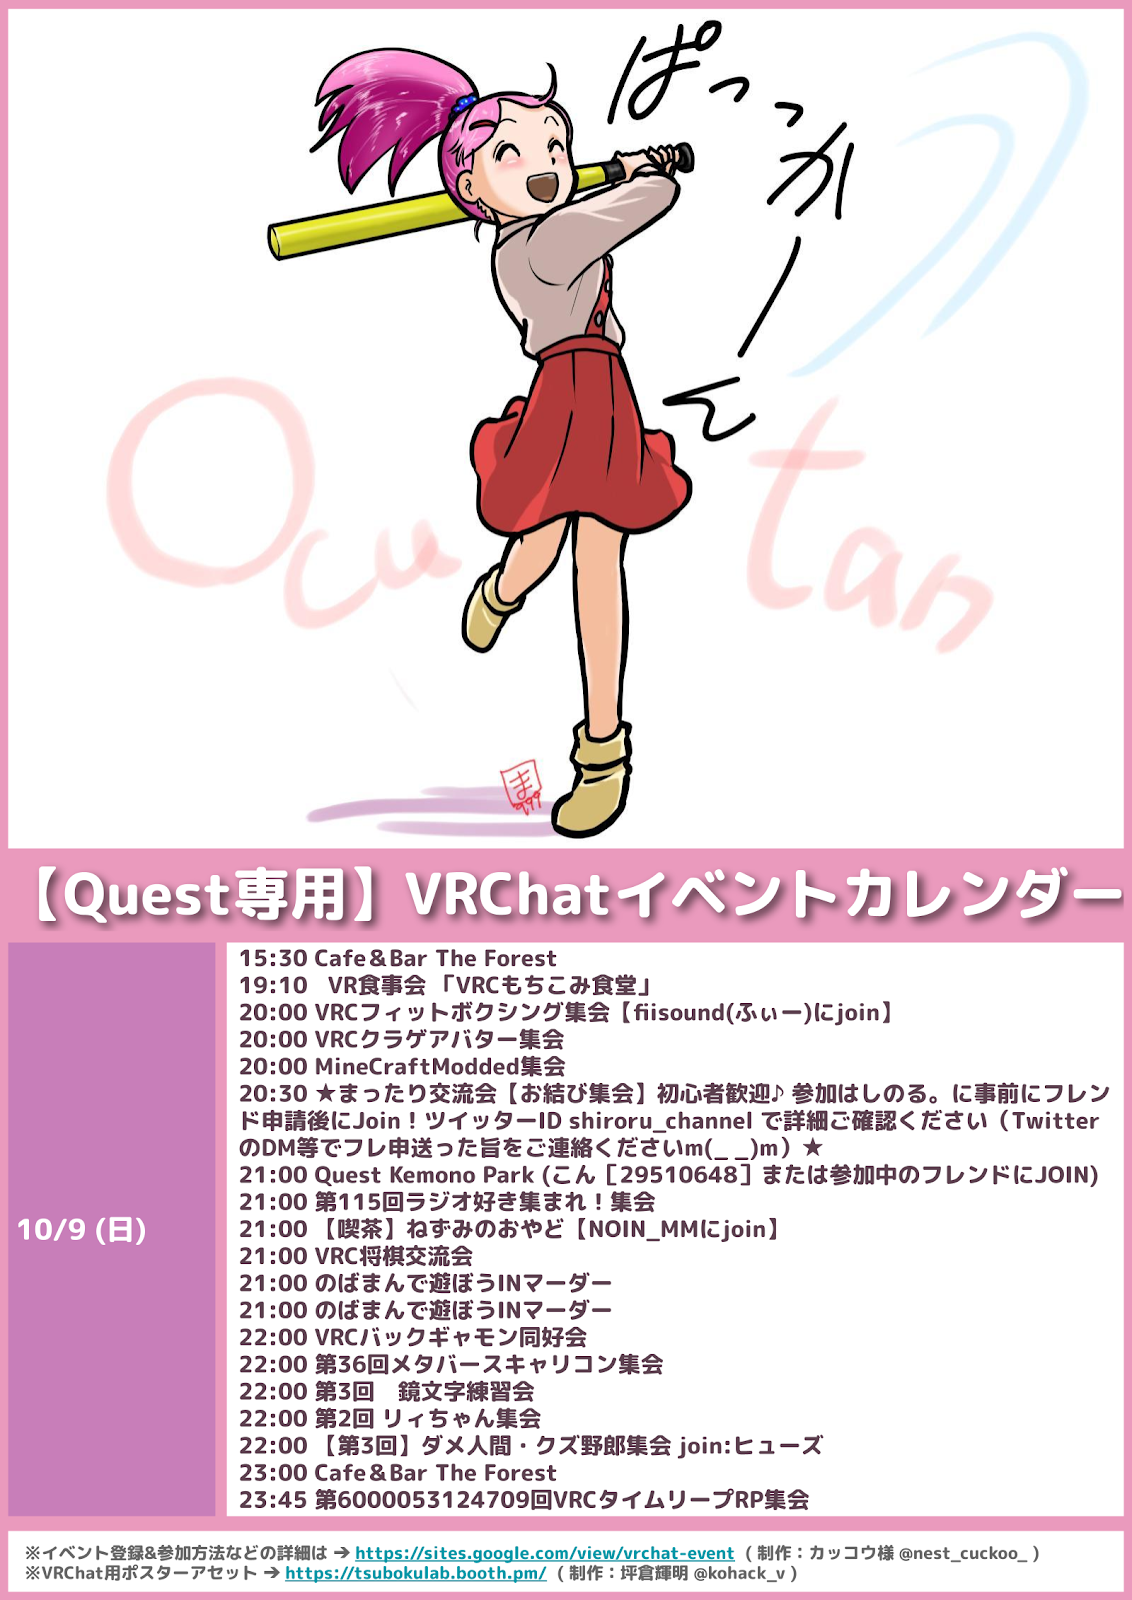 ぱっっかーん
Ocu tan
ま
999
【Quest専用】VRChatイベントカレンダー
10/9 (日)
15:30 Cafe＆Bar The Forest
19:10　VR食事会 「VRCもちこみ食堂」
20:00 VRCフィットボクシング集会【fiisound(ふぃー)にjoin】
20:00 VRCクラゲアバター集会
20:00 MineCraftModded集会
20:30 ★まったり交流会【お結び集会】初心者歓迎♪ 参加はしのる。に事前にフレン
ド申請後にJoin！ツイッターID shiroru_channel で詳細ご確認ください（Twitter
のDM等でフレ申送った旨をご連絡くださいm(_ _)m）★
21:00 Quest Kemono Park (こん［29510648］または参加中のフレンドにJOIN)
21:00 第115回ラジオ好き集まれ！集会
21:00 【喫茶】ねずみのおやど【NOIN_MMにjoin】
21:00 VRC将棋交流会
21:00 のばまんで遊ぼうINマーダー
21:00 のばまんで遊ぼうINマーダー
22:00 VRCバックギャモン同好会
22:00 第36回メタバースキャリコン集会
22:00 第3回　鏡文字練習会
22:00 第2回 リィちゃん集会
22:00 【第3回】ダメ人間・クズ野郎集会 join:ヒューズ
23:00 Cafe＆Bar The Forest
23:45 第6000053124709回VRCタイムリープRP集会
※イベント登録&参加方法などの詳細は ➔ https://sites.google.com/view/vrchat-event （ 制作：カッコウ様 @nest_cuckoo_ ）
※VRChat用ポスターアセット ➔ https://tsubokulab.booth.pm/ （ 制作：坪倉輝明 @kohack_v ）